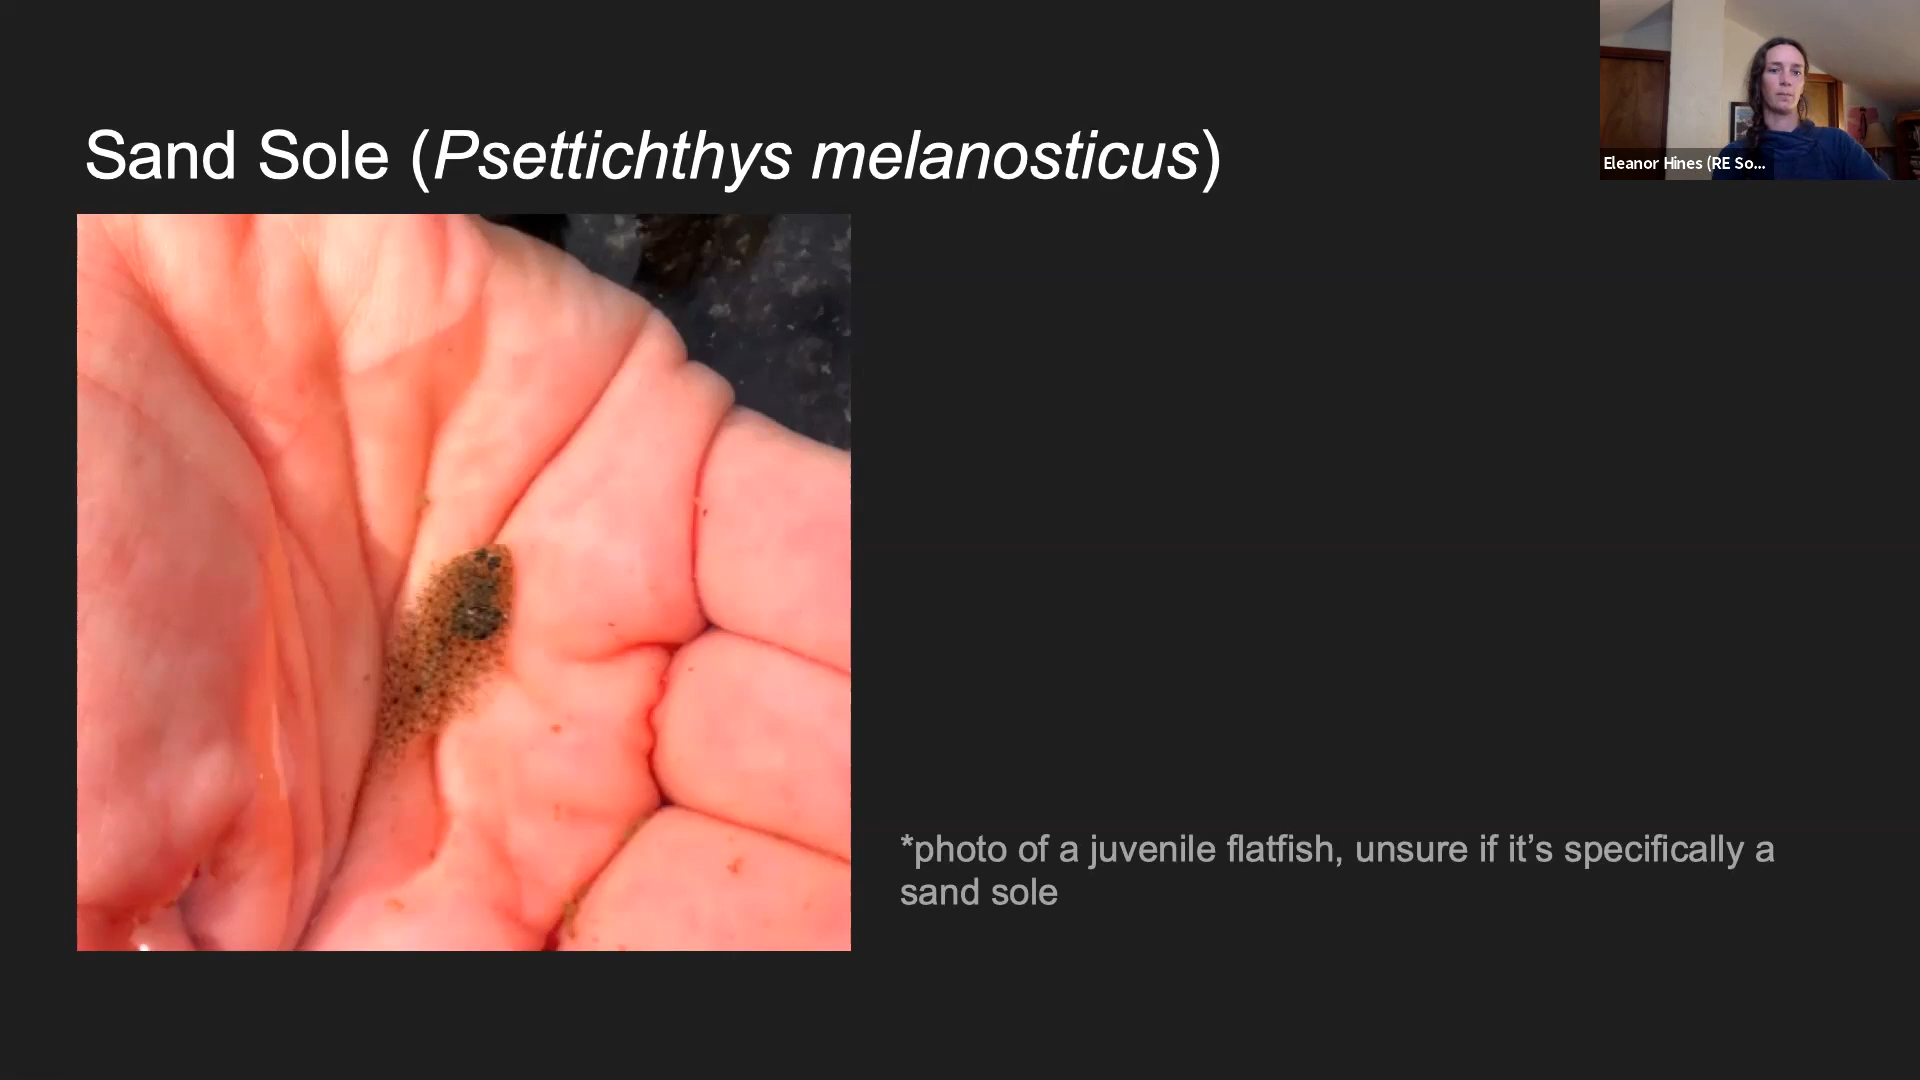 Sand Sole (Psettichthys melanosticus)
Eleanor Hines (RE So...
*photo of a juvenile flatfish, unsure if it’s specifically a
sand sole